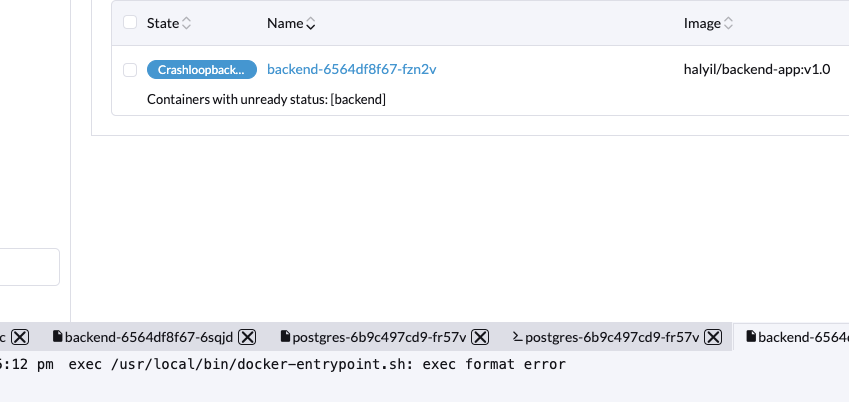 State Name Image
Crashloopback... backend-6564df8f67-fzn2v halyil/backend-app:v1.0
Containers with unready status: [backend]
c backend-6564df8f67-6sqjd postgres-6b9c497cd9-fr57v postgres-6b9c497cd9-fr57v backend-6564
:12 pm exec /usr/local/bin/docker-entrypoint.sh: exec format error